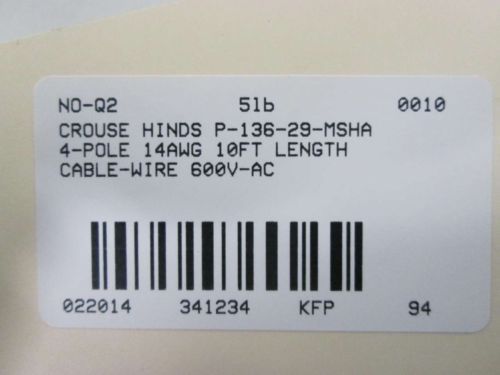 NO-Q2 5lb 0010
CROUSE HINDS P-136-29-MSHA
4-POLE 14AWG 10FT LENGTH
CABLE-WIRE 600V-AC
022014 341234 KFP 94